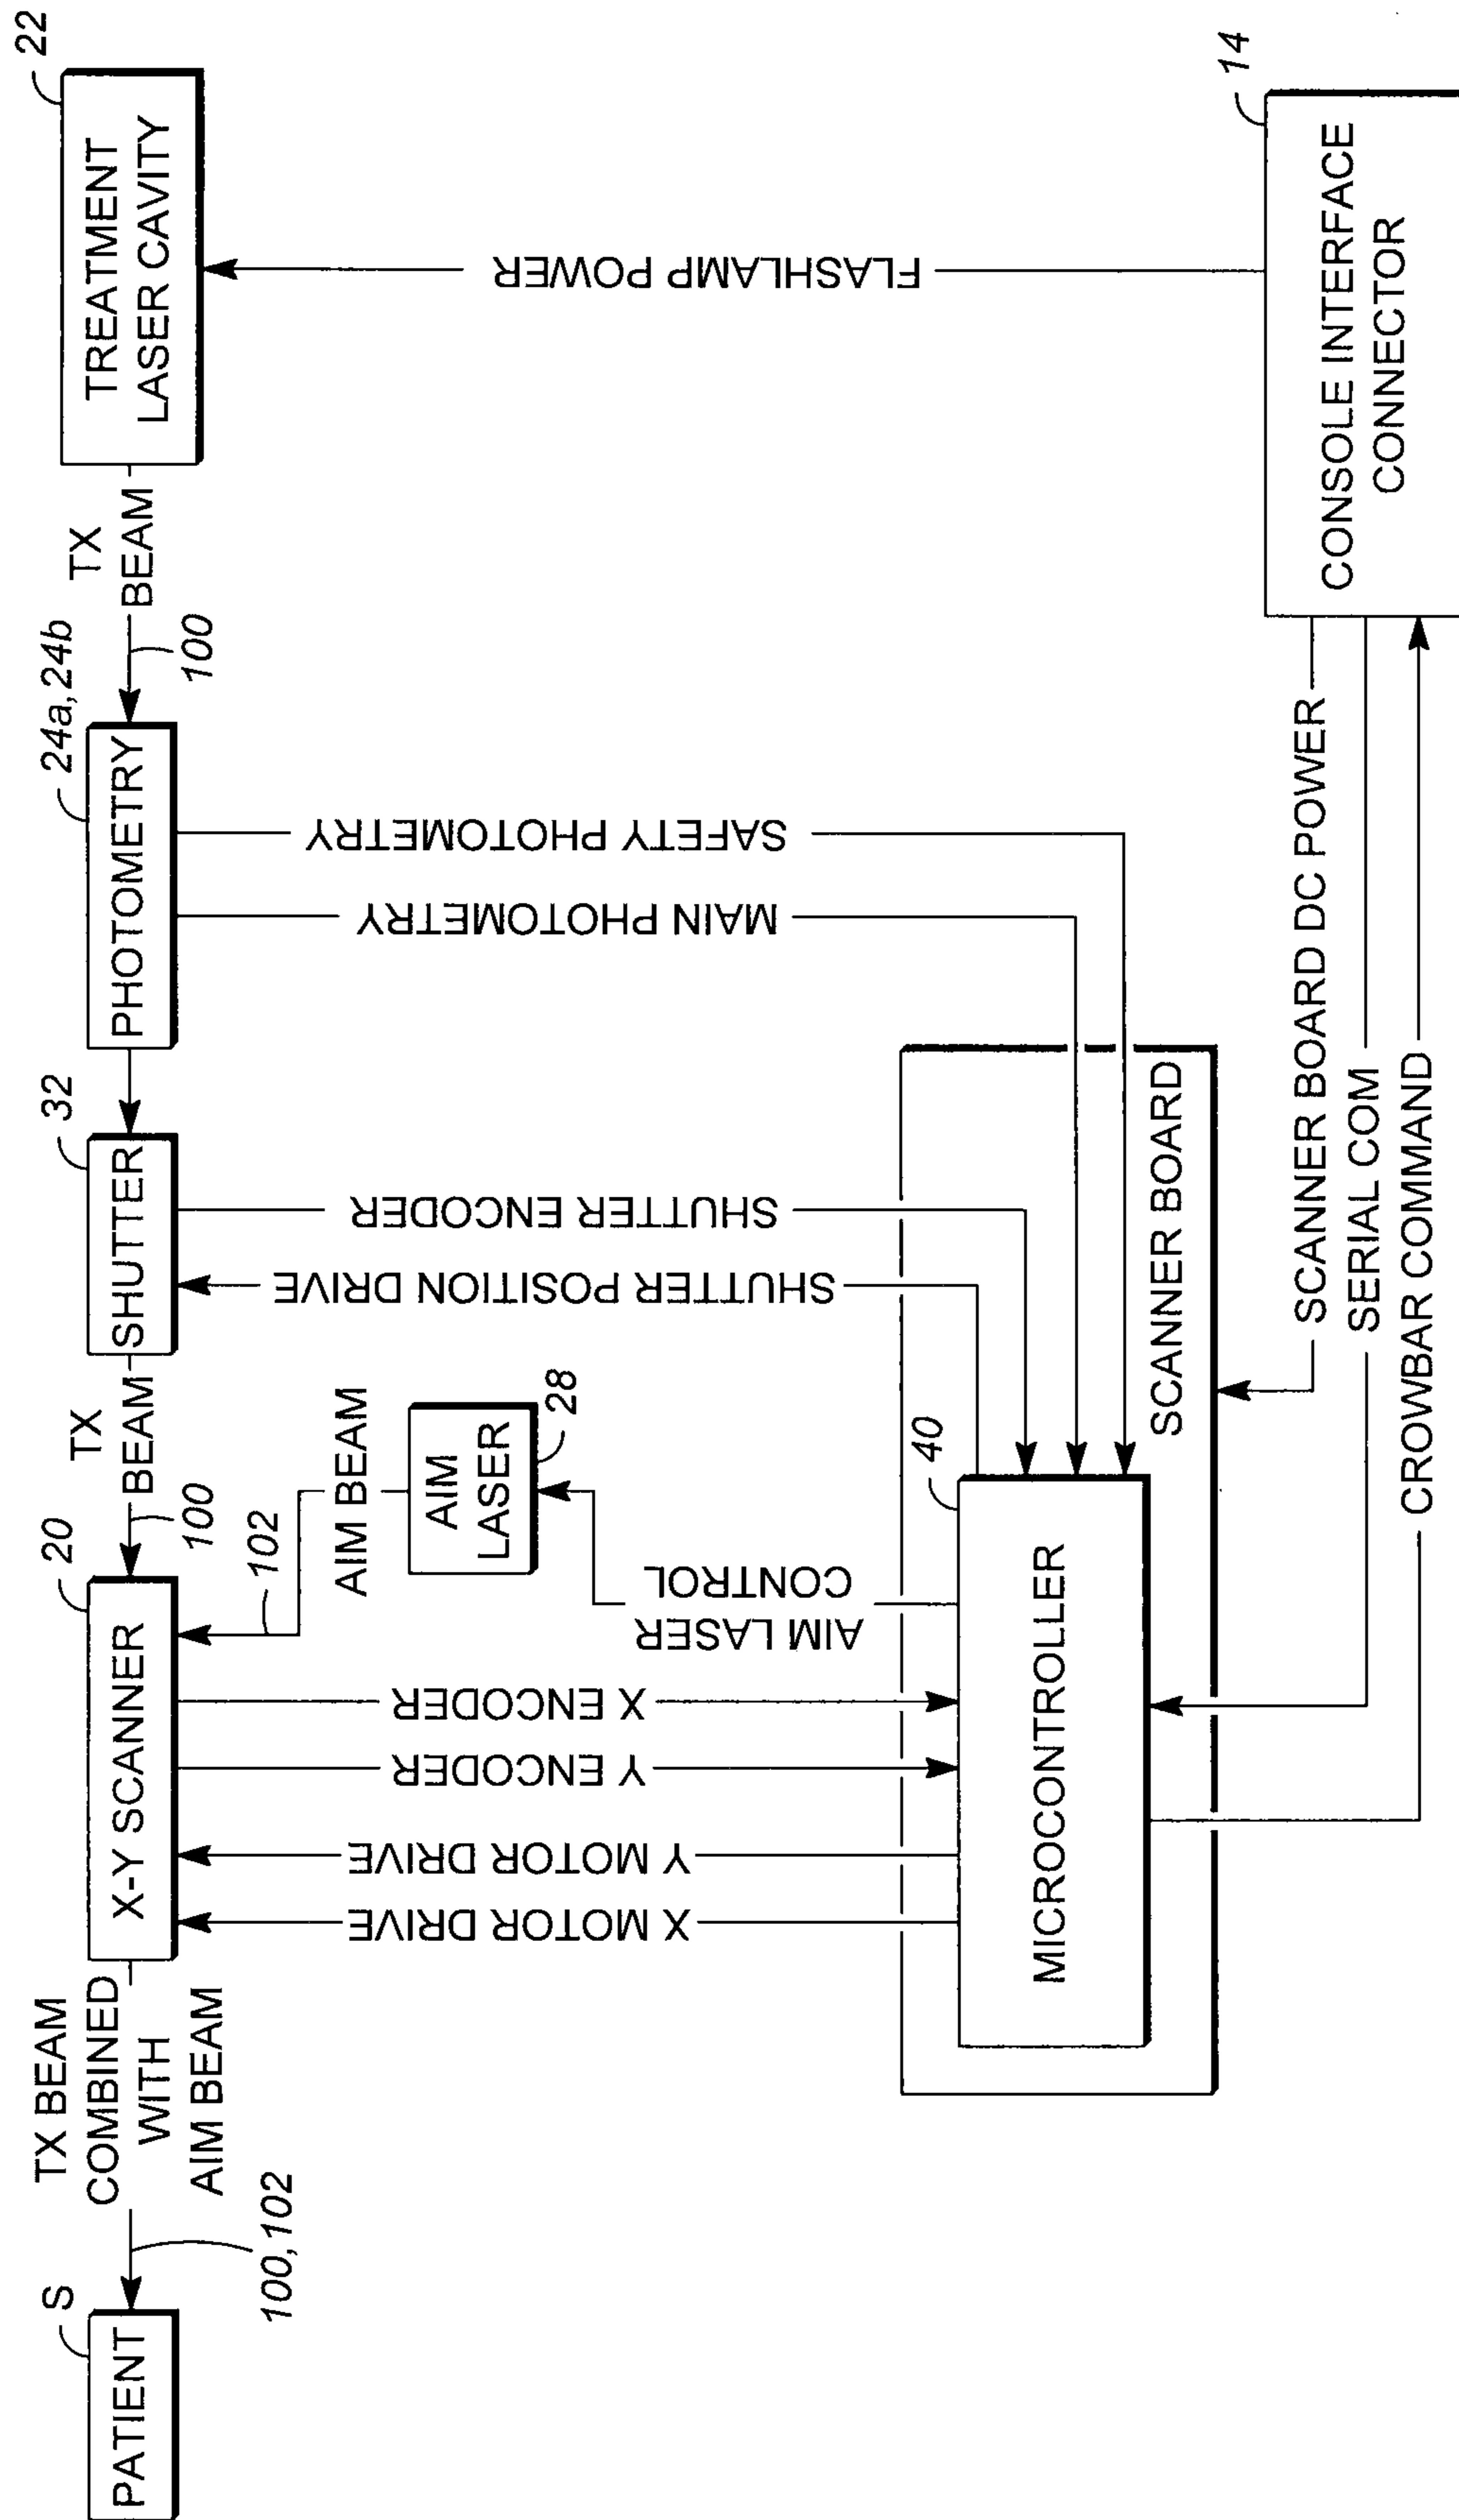 S
PATIENT
TX BEAM
COMBINED
WITH
AIM BEAM
100,102
20
X-Y SCANNER
TX
BEAM
100
102
32
SHUTTER
24a,24b
PHOTOMETRY
TX
BEAM
100
22
TREATMENT
LASER CAVITY
X MOTOR DRIVE
Y MOTOR DRIVE
Y ENCODER
X ENCODER
AIM BEAM
AIM
LASER
28
AIM LASER
CONTROL
SHUTTER POSITION DRIVE
SHUTTER ENCODER
MAIN PHOTOMETRY
SAFETY PHOTOMETRY
FLASHLAMP POWER
40
MICROCONTROLLER
SCANNER BOARD
14
CONSOLE INTERFACE
CONNECTOR
SCANNER BOARD DC POWER
SERIAL COM
CROWBAR COMMAND